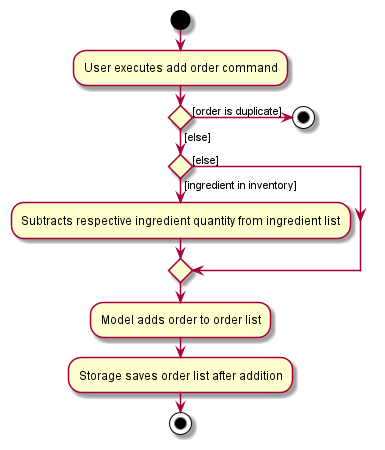 User executes add order command
[order is duplicate]
[else]
[else]
[ingredient in inventory]
Subtracts respective ingredient quantity from ingredient list
Model adds order to order list
Storage saves order list after addition